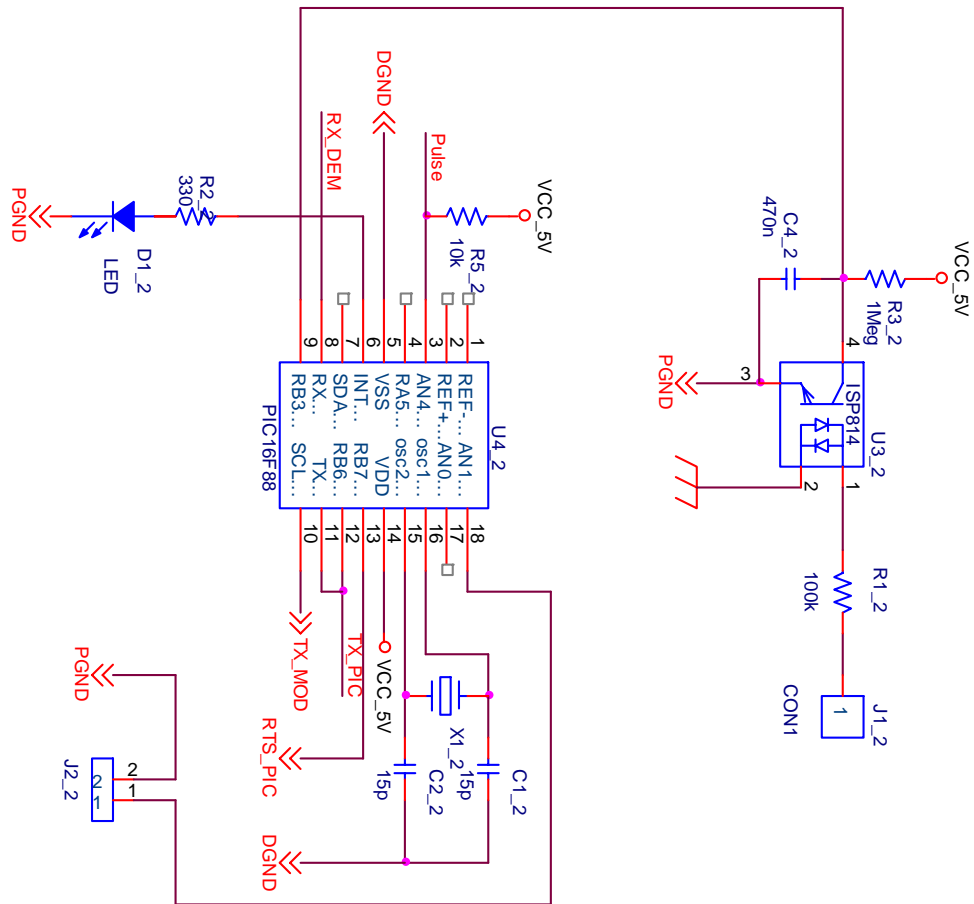 VCC_5V
R3_2
1Meg
C4_2
470n
4
3
ISP814
U3_2
PGND
1
2
R1_2
100k
J1_2
1
CON1
VCC_5V
R5_2
10k
Pulse
DGND
RX_DEM
R2_2
330
D1_2
LED
PGND
U4_2
PIC16F88
1
2
3
4
5
6
7
8
9
REF-... AN1...
REF+...AN0...
AN4... osc1...
RA5... osc2...
VSS VDD
INT... RB7...
SDA... RB6...
RX... TX...
RB3... SCL...
18
17
16
15
14
13
12
11
10
TX_MOD
TX_PIC
VCC_5V
RTS_PIC
X1_2
C1_2
15p
C2_2
15p
DGND
PGND
J2_2
2
1
2
1